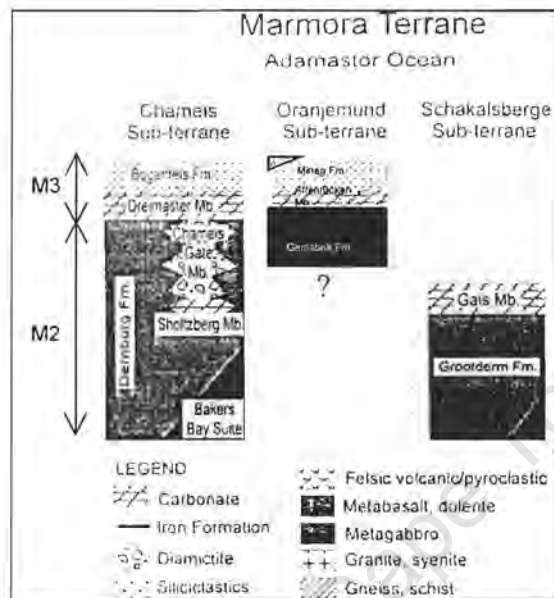 Marmora Terrane
Adamastor Ocean
Chameis
Sub-terrane
Oranjemund
Sub-terrane
Schakalsberge
Sub-terrane
M3
Bogenfels Fm.
Dreimaster Mb.
Chameis
Gate
Mb.
Dernburg Fm.
Sholtzberg Mb.
Bakers
Bay Suite
M2
Fm.
Mb.
Fm.
?
Gais Mb.
Grootderm Fm.
LEGEND
Carbonate
Iron Formation
Diamictite
Siliciclastics
Felsic volcanic/pyroclastic
Metabasalt, dolerite
Metagabbro
Granite, syenite
Gneiss, schist